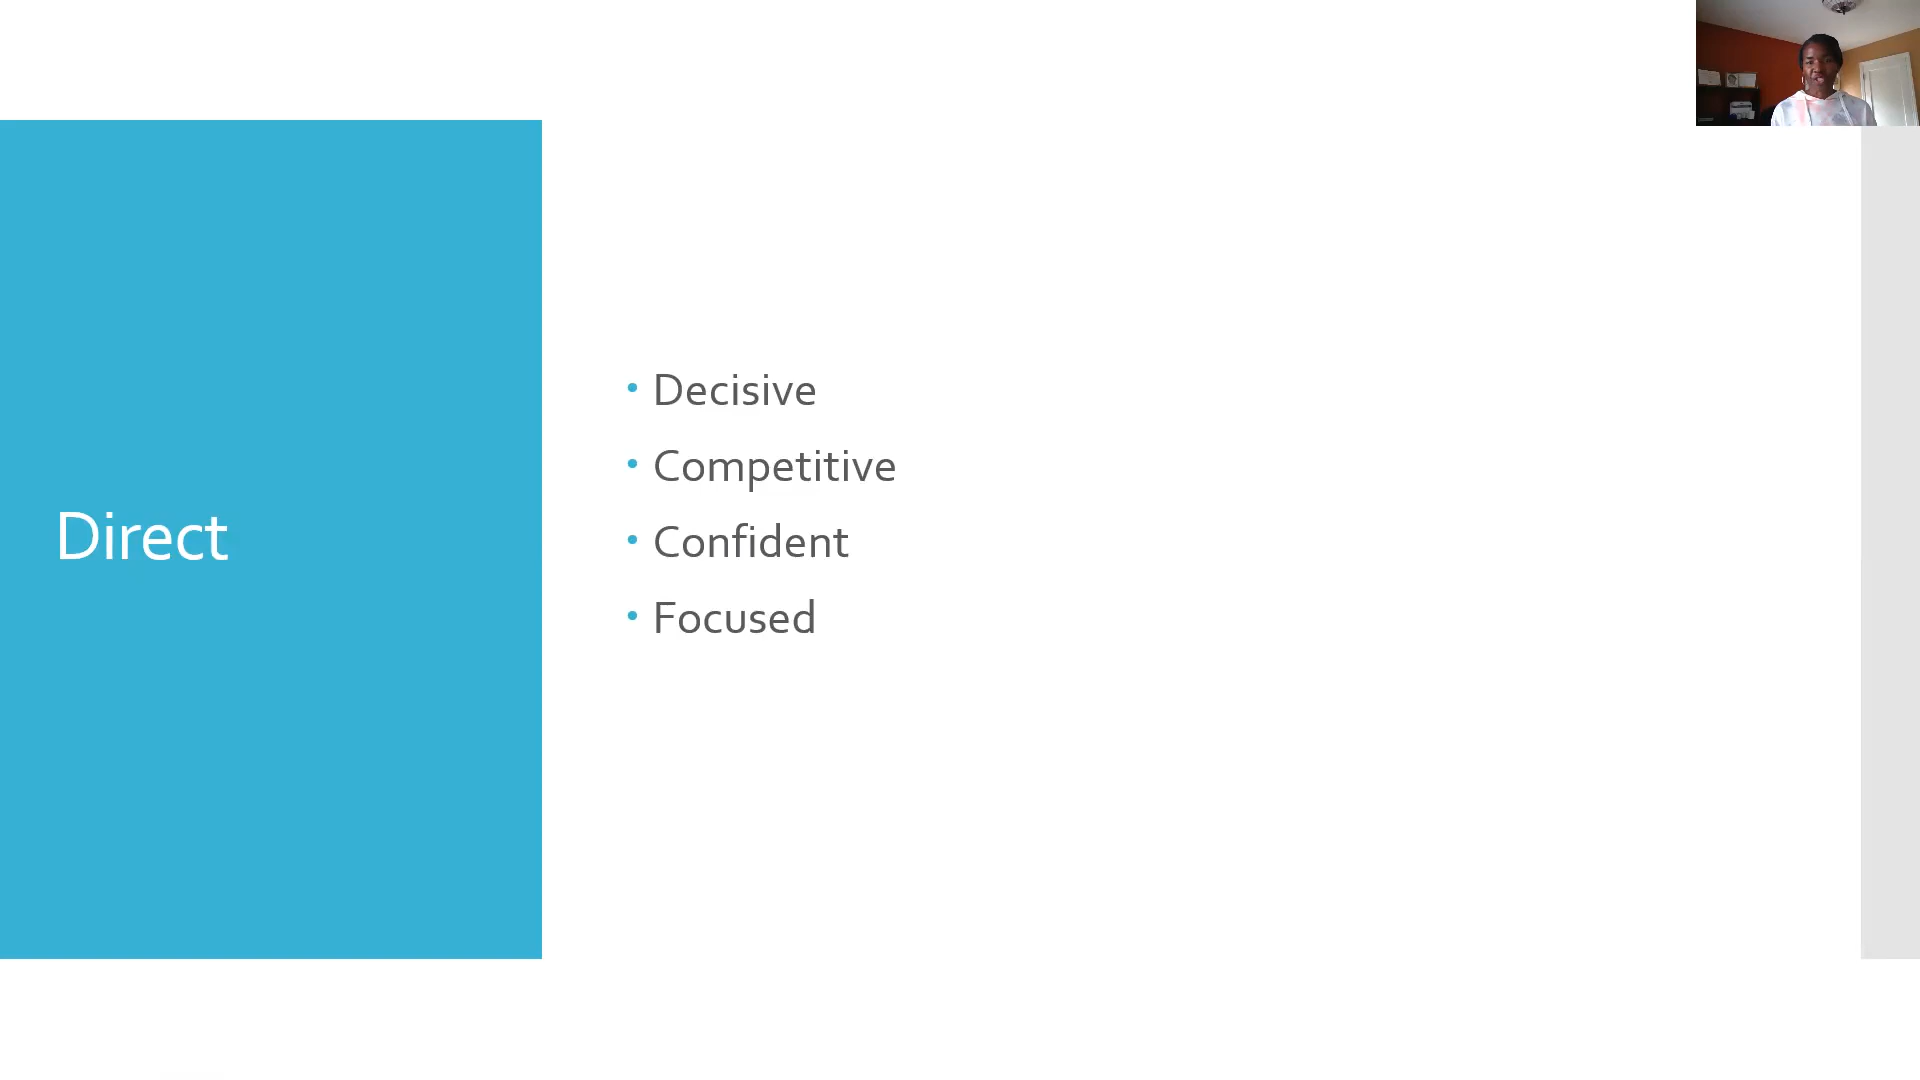 Direct
• Decisive
• Competitive
• Confident
• Focused